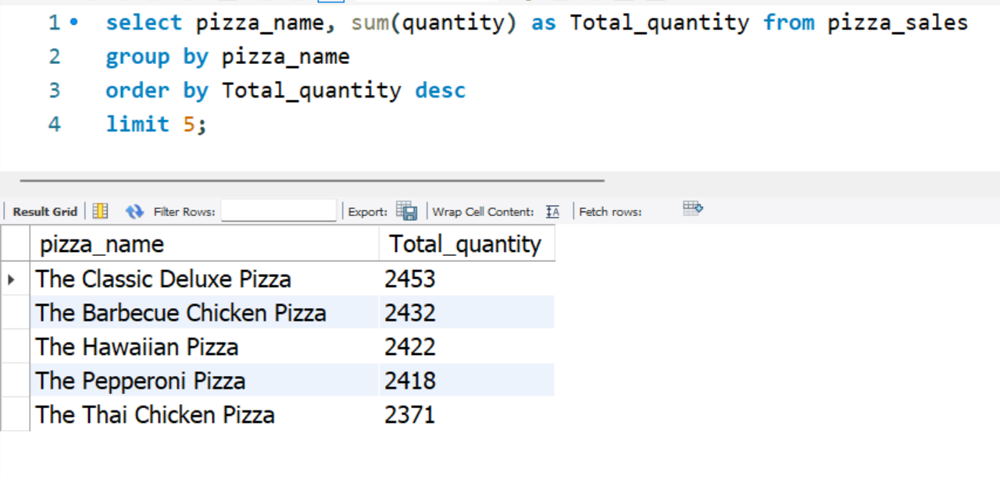 1 select pizza_name, sum(quantity) as Total_quantity from pizza_sales
2 group by pizza_name
3 order by Total_quantity desc
4 limit 5;
Result Grid Filter Rows: Export: Wrap Cell Content: IA Fetch rows:
pizza_name Total_quantity
The Classic Deluxe Pizza 2453
The Barbecue Chicken Pizza 2432
The Hawaiian Pizza 2422
The Pepperoni Pizza 2418
The Thai Chicken Pizza 2371